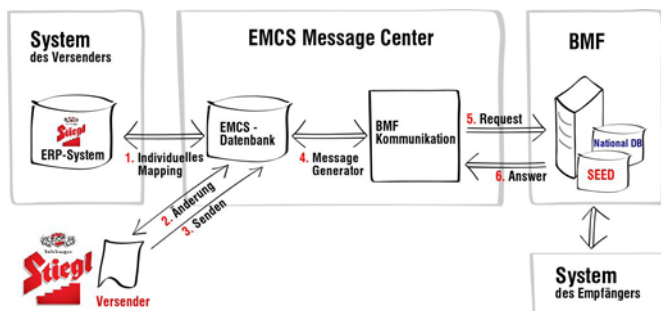 System
des Versenders
EMCS Message Center
BMF
Stiegl
ERP-System
EMCS -
Datenbank
BMF
Kommunikation
5. Request
National DB
SEED
6. Answer
1. Individuelles
Mapping
4. Message
Generator
2. Änderung
3. Senden
Salzburger
Stiegl
Versender
System
des Empfängers